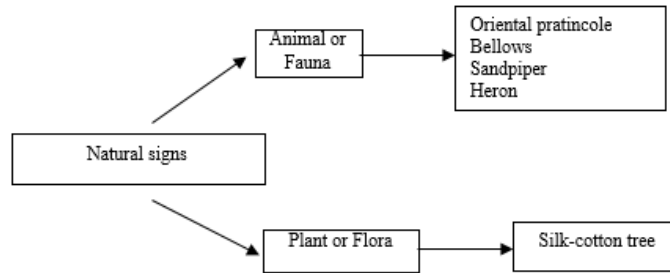 Natural signs
Animal or
Fauna
Oriental pratincole
Bellows
Sandpiper
Heron
Plant or Flora
Silk-cotton tree